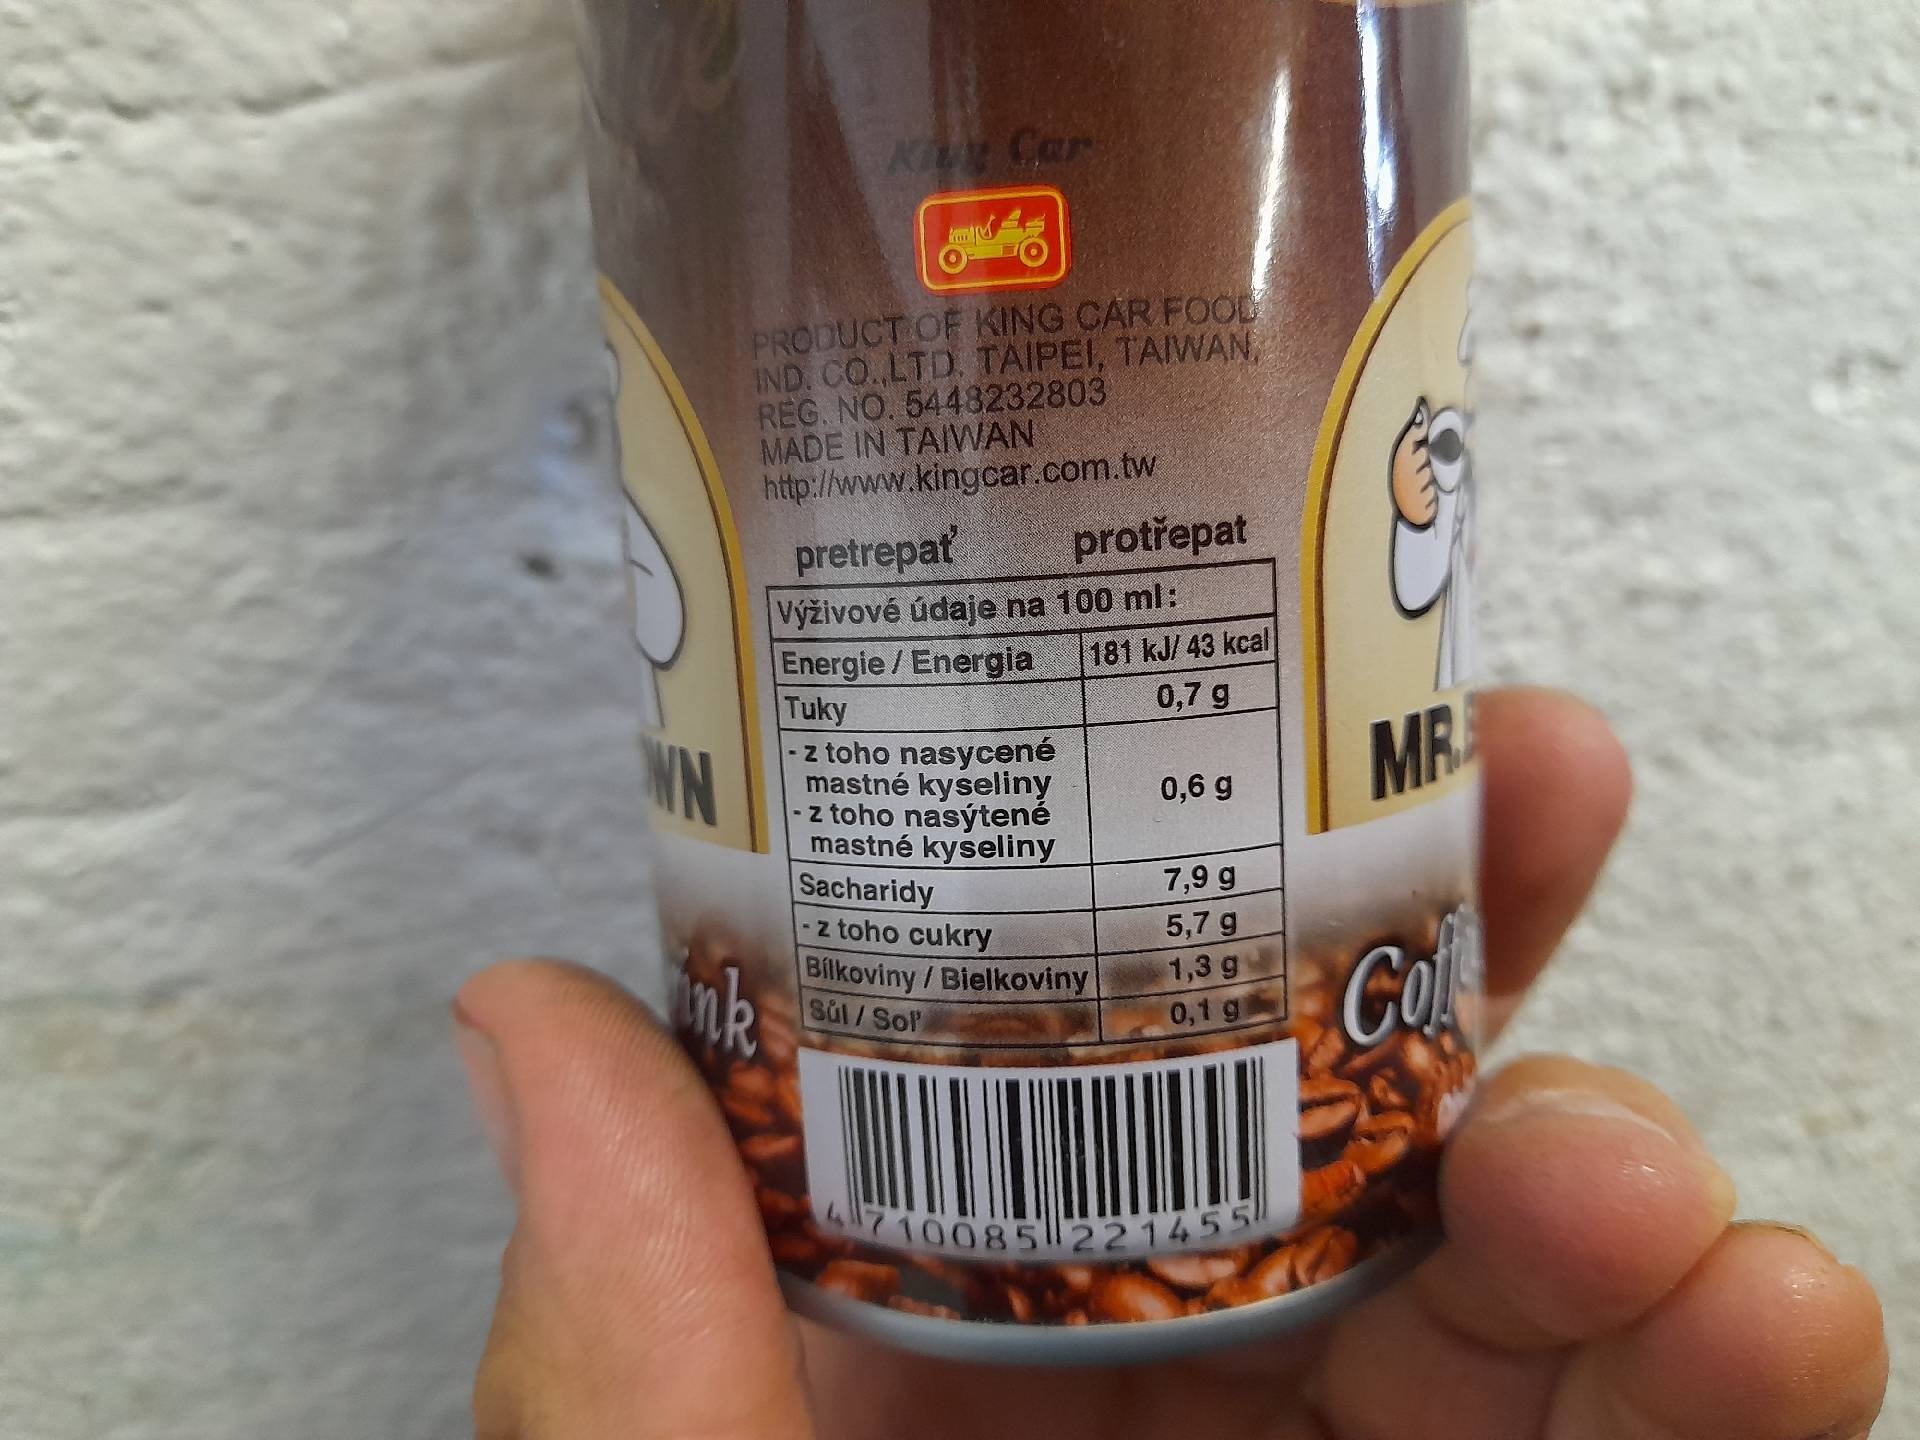 King Car
PRODUCT OF KING CAR FOOD
IND. CO.,LTD. TAIPEI, TAIWAN,
REG. NO. 5448232803
MADE IN TAIWAN
http://www.kingcar.com.tw
pretrepať protřepat
Výživové údaje na 100 ml:
Energie / Energia 181 kJ/ 43 kcal
Tuky 0,7 g
- z toho nasycené
mastné kyseliny
- z toho nasýtené
mastné kyseliny
0,6 g
Sacharidy 7,9 g
- z toho cukry 5,7 g
Bílkoviny / Bielkoviny 1,3 g
Sůl / Soľ 0,1 g
4 710085 221455
MR.